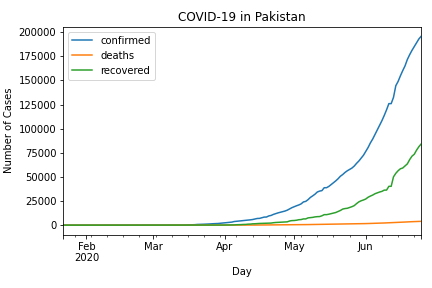 COVID-19 in Pakistan
confirmed
deaths
recovered
200000
175000
150000
125000
100000
75000
50000
25000
0
Number of Cases
Feb
2020
Mar
Apr
May
Jun
Day